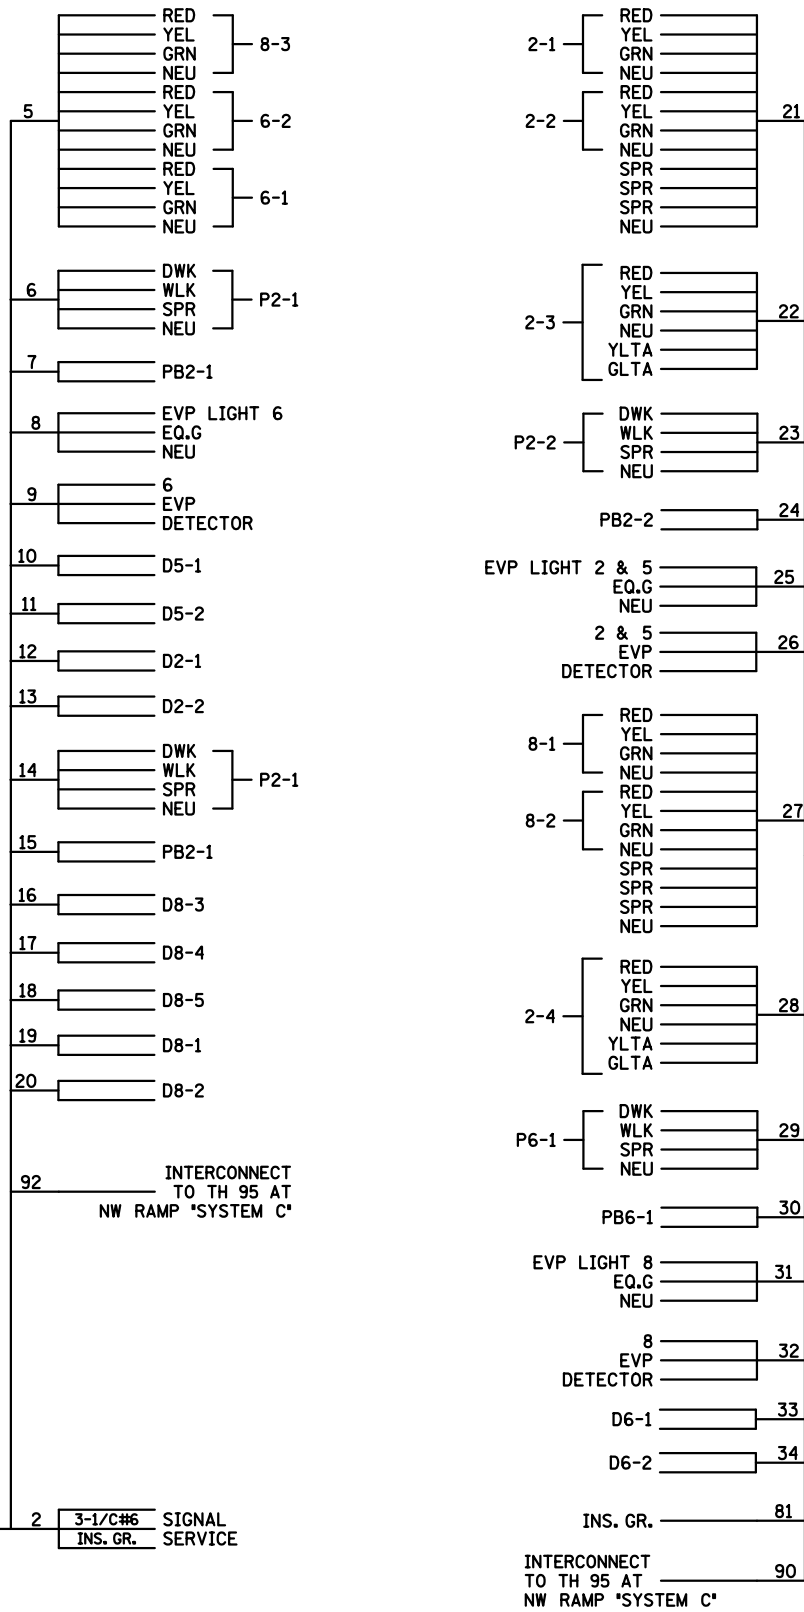 RED
YEL
GRN
NEU
8-3
RED
YEL
GRN
NEU
6-2
RED
YEL
GRN
NEU
6-1
5
DWK
WLK
SPR
NEU
P2-1
6
7
PB2-1
8
EVP LIGHT 6
EQ.G
NEU
9
6
EVP
DETECTOR
10
D5-1
11
D5-2
12
D2-1
13
D2-2
14
DWK
WLK
SPR
NEU
P2-1
15
PB2-1
16
D8-3
17
D8-4
18
D8-5
19
D8-1
20
D8-2
92
INTERCONNECT
TO TH 95 AT
NW RAMP "SYSTEM C"
2
3-1/C#6
INS. GR.
SIGNAL
SERVICE
2-1
RED
YEL
GRN
NEU
2-2
RED
YEL
GRN
NEU
SPR
SPR
SPR
NEU
21
2-3
RED
YEL
GRN
NEU
YLTA
GLTA
22
P2-2
DWK
WLK
SPR
NEU
23
PB2-2
24
EVP LIGHT 2 & 5
EQ.G
NEU
25
2 & 5
EVP
DETECTOR
26
8-1
RED
YEL
GRN
NEU
8-2
RED
YEL
GRN
NEU
SPR
SPR
SPR
NEU
27
2-4
RED
YEL
GRN
NEU
YLTA
GLTA
28
P6-1
DWK
WLK
SPR
NEU
29
PB6-1
30
EVP LIGHT 8
EQ.G
NEU
31
8
EVP
DETECTOR
32
D6-1
33
D6-2
34
INS. GR.
81
INTERCONNECT
TO TH 95 AT
NW RAMP "SYSTEM C"
90